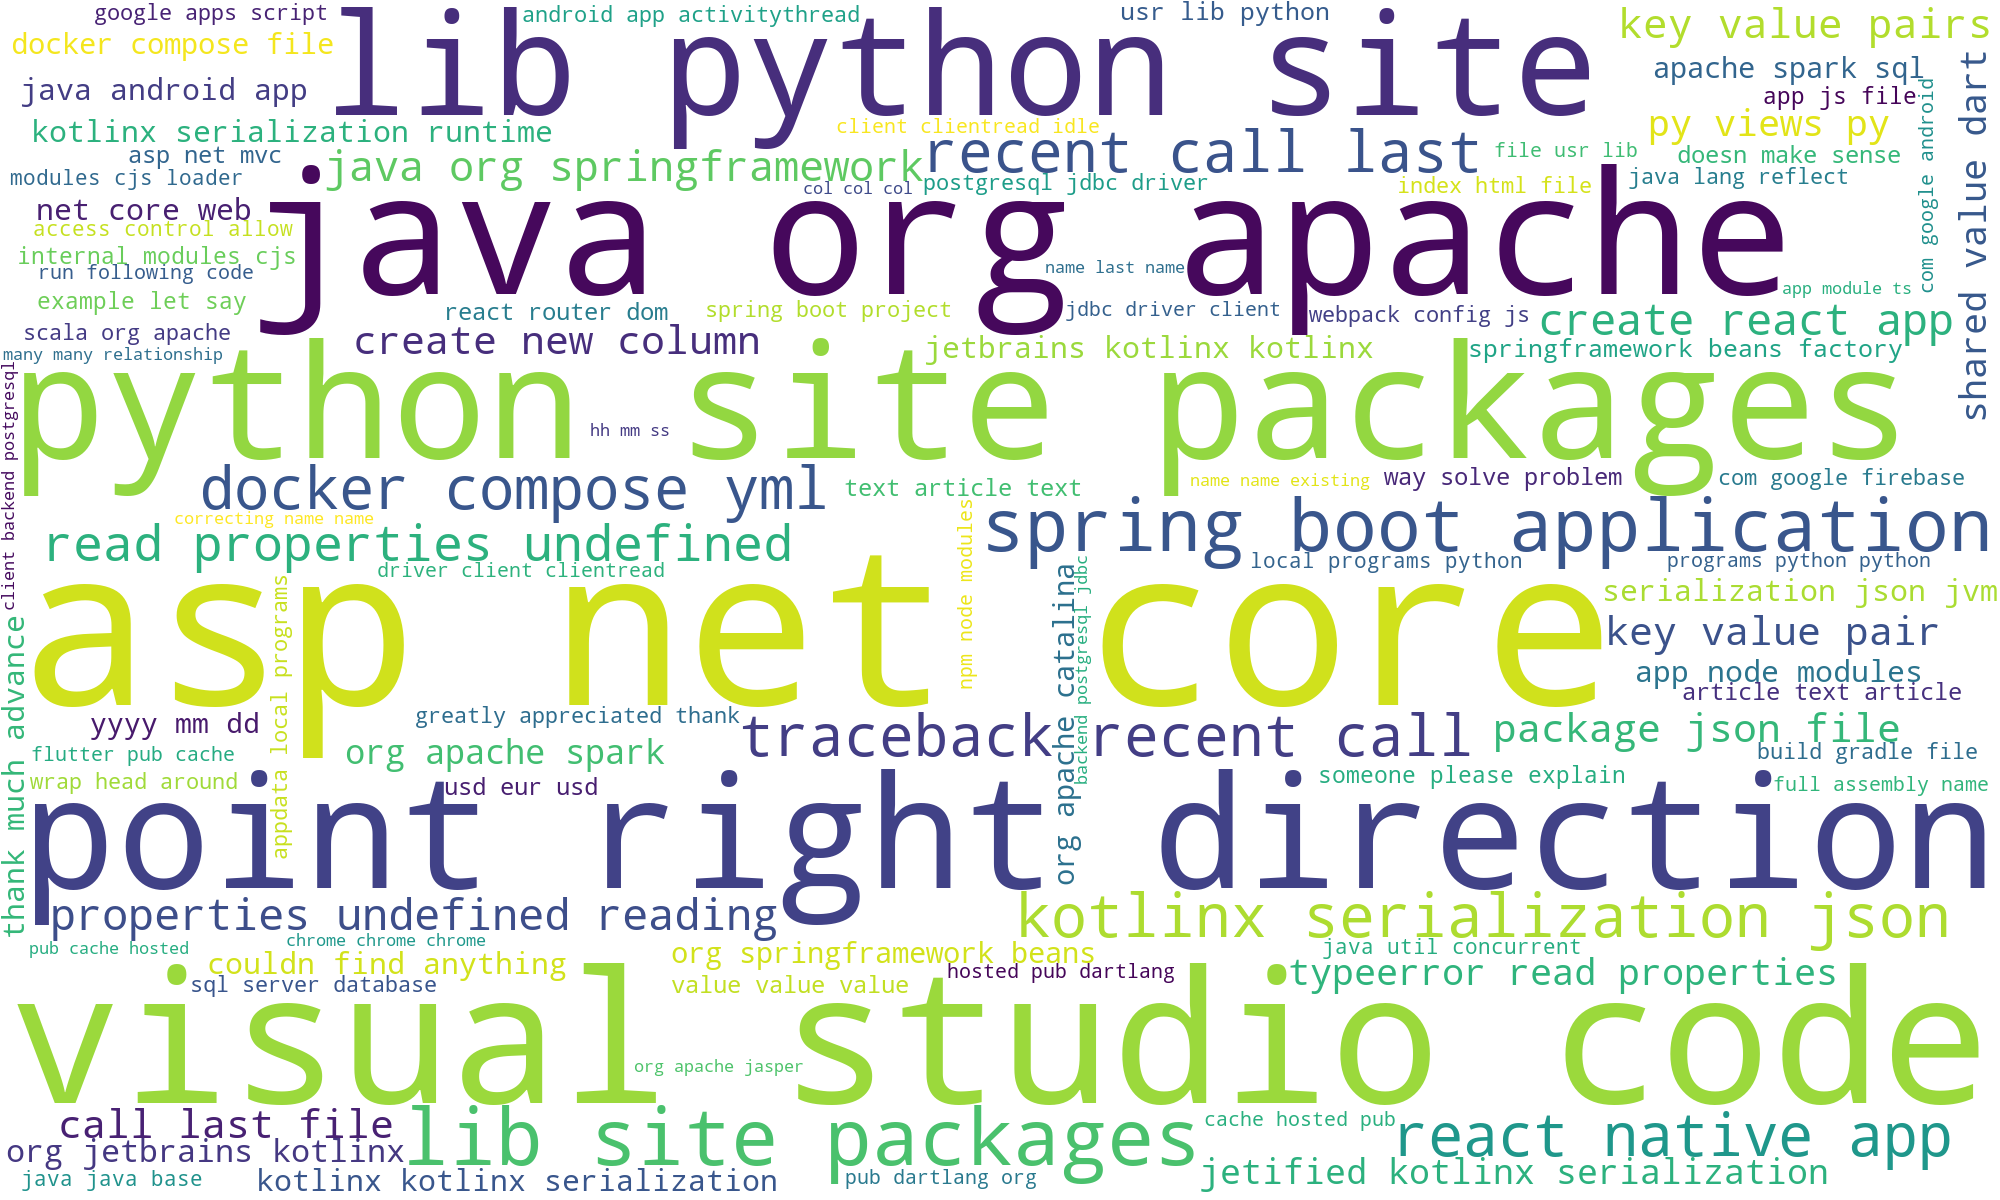 google apps script
android app activitythread
usr lib python
docker compose file
lib python site
key value pairs
java android app
apache spark sql
app js file
kotlinx serialization runtime
client clientread idle
py views py
asp net mvc
java org springframework
recent call last
file usr lib
doesn make sense
modules cjs loader
col col col
postgresql jdbc driver
index html file
java lang reflect
net core web
access control allow
java org apache
internal modules cjs
run following code
name last name
example let say
app module ts
react router dom
spring boot project
jdbc driver client
webpack config js
scala org apache
create new column
create react app
many many relationship
jetbrains kotlinx kotlinx
springframework beans factory
shared value dart
com google android
client backend postgresql
python site packages
hh mm ss
docker compose yml
text article text
name name existing
way solve problem
com google firebase
correcting name name
read properties undefined
spring boot application
driver client clientread
local programs python
programs python python
npm node modules
org apache catalina
backend postgresql jdbc
appdata local programs
asp net core
serialization json jvm
key value pair
app node modules
article text article
thank much advance
yyyy mm dd
greatly appreciated thank
traceback recent call
package json file
flutter pub cache
org apache spark
build gradle file
wrap head around
usd eur usd
someone please explain
full assembly name
point right direction
properties undefined reading
kotlinx serialization json
pub cache hosted
chrome chrome chrome
org springframework beans
java util concurrent
couldn find anything
hosted pub dartlang
typeerror read properties
sql server database
value value value
visual studio code
org apache jasper
call last file
lib site packages
cache hosted pub
react native app
org jetbrains kotlinx
java java base
kotlinx kotlinx serialization
pub dartlang org
jetified kotlinx serialization